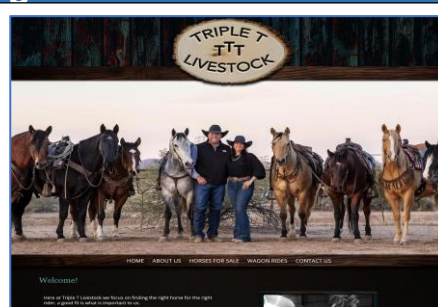 TRIPLE T
TTT
LIVESTOCK
HOME ABOUT US HORSES FOR SALE WAGON RIDES CONTACT US
Welcome!
Here at Triple T Livestock we focus on finding the right horse for the right
rider, a good fit is what is important to us.